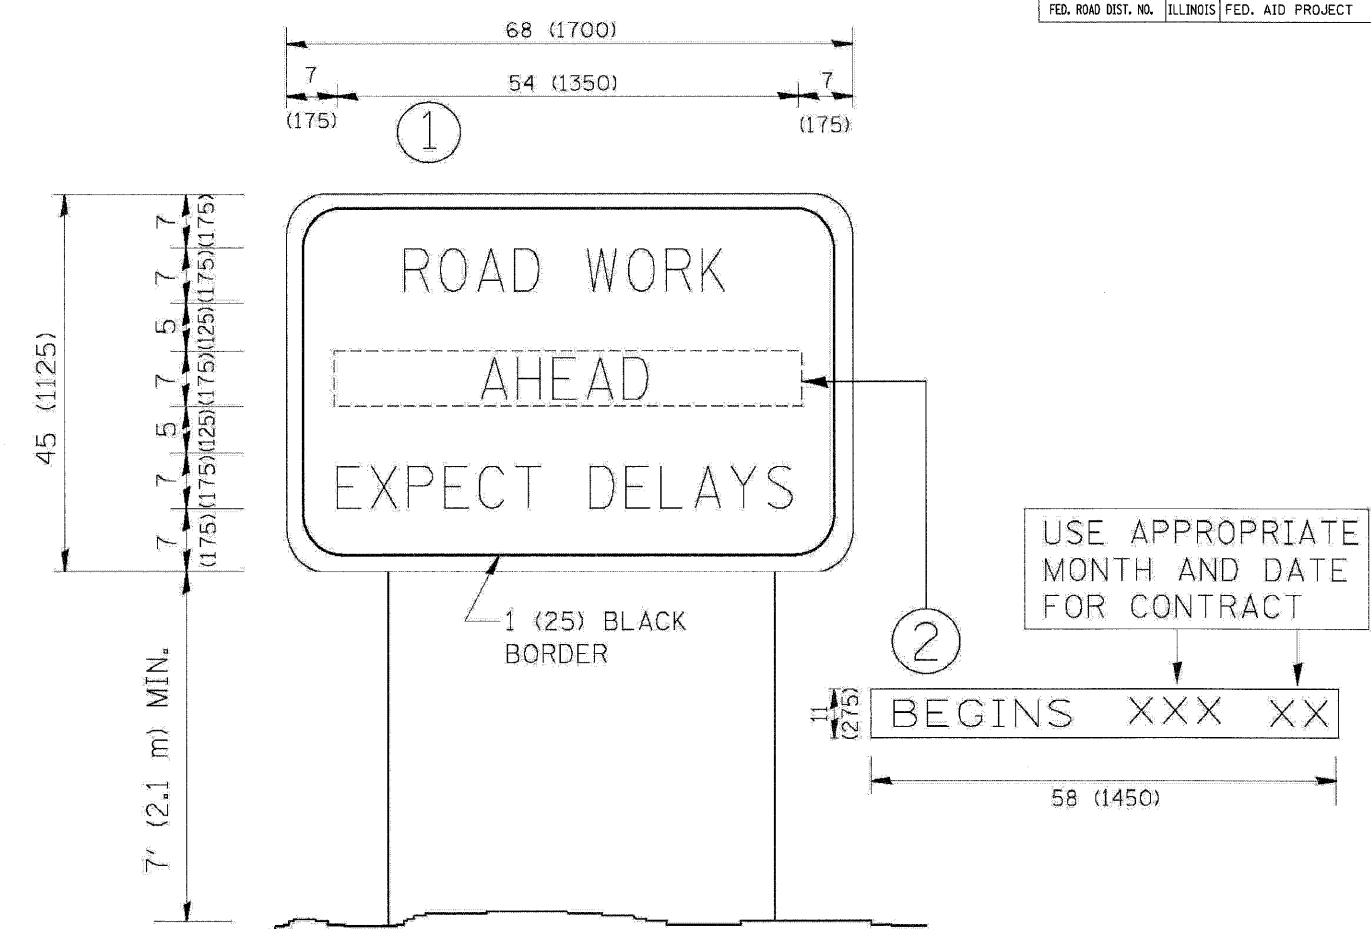 FED. ROAD DIST. NO. ILLINOIS FED. AID PROJECT
68 (1700)
7 54 (1350) 7
(175) (175)
1
7 (175)
7 (175)
5 (125)
7 (175)
5 (125)
7 (175)
7 (175)
45 (1125)
ROAD WORK
AHEAD
EXPECT DELAYS
1 (25) BLACK
BORDER
7' (2.1 m) MIN.
2
USE APPROPRIATE
MONTH AND DATE
FOR CONTRACT
11
(275)
BEGINS XXX XX
58 (1450)